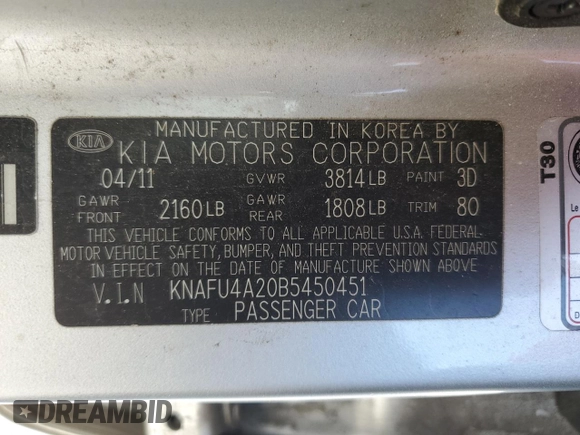 KIA
MANUFACTURED IN KOREA BY
KIA MOTORS CORPORATION
04/11 GVWR 3814 LB PAINT 3D
GAWR FRONT 2160 LB GAWR REAR 1808 LB TRIM 80
THIS VEHICLE CONFORMS TO ALL APPLICABLE U.S.A. FEDERAL-
MOTOR VEHICLE SAFETY, BUMPER, AND THEFT PREVENTION STANDARDS
IN EFFECT ON THE DATE OF MANUFACTURE SHOWN ABOVE
V.I.N KNAFU4A20B5450451
TYPE PASSENGER CAR
T30
Le
DREAMBID